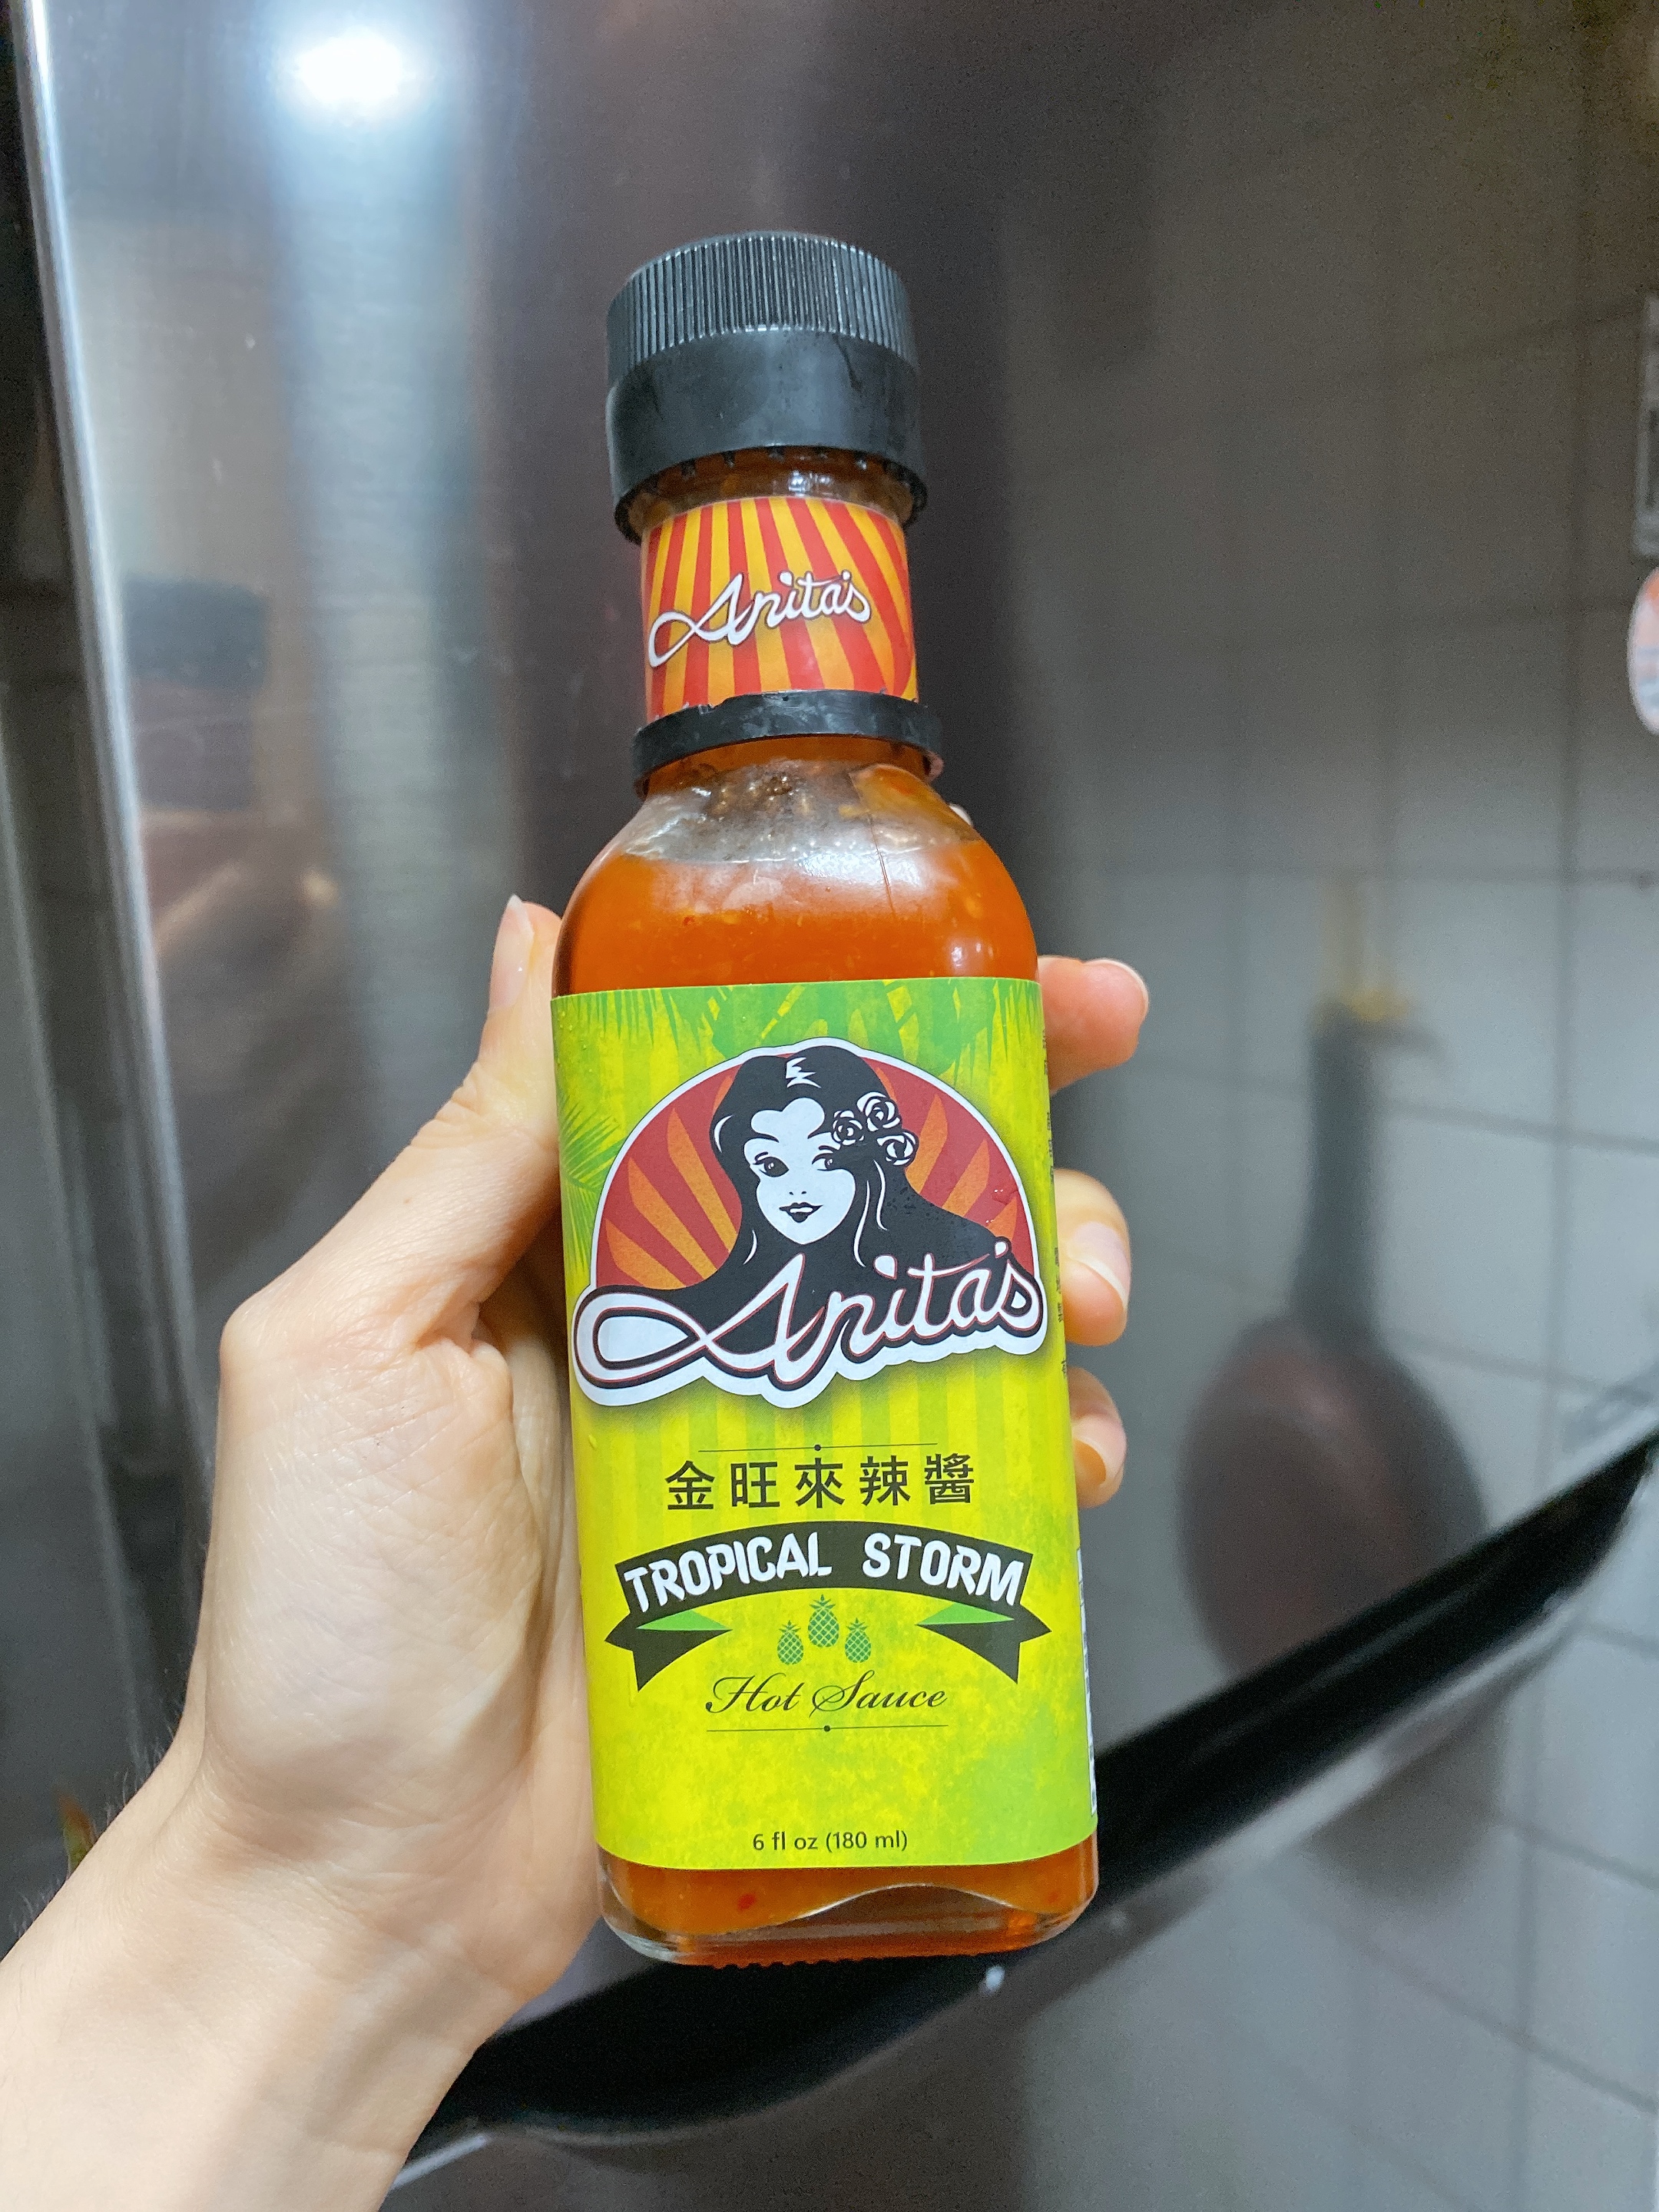 Anita's
Anita's
金旺來辣醬
TROPICAL STORM
Hot Sauce
6 fl oz (180 ml)